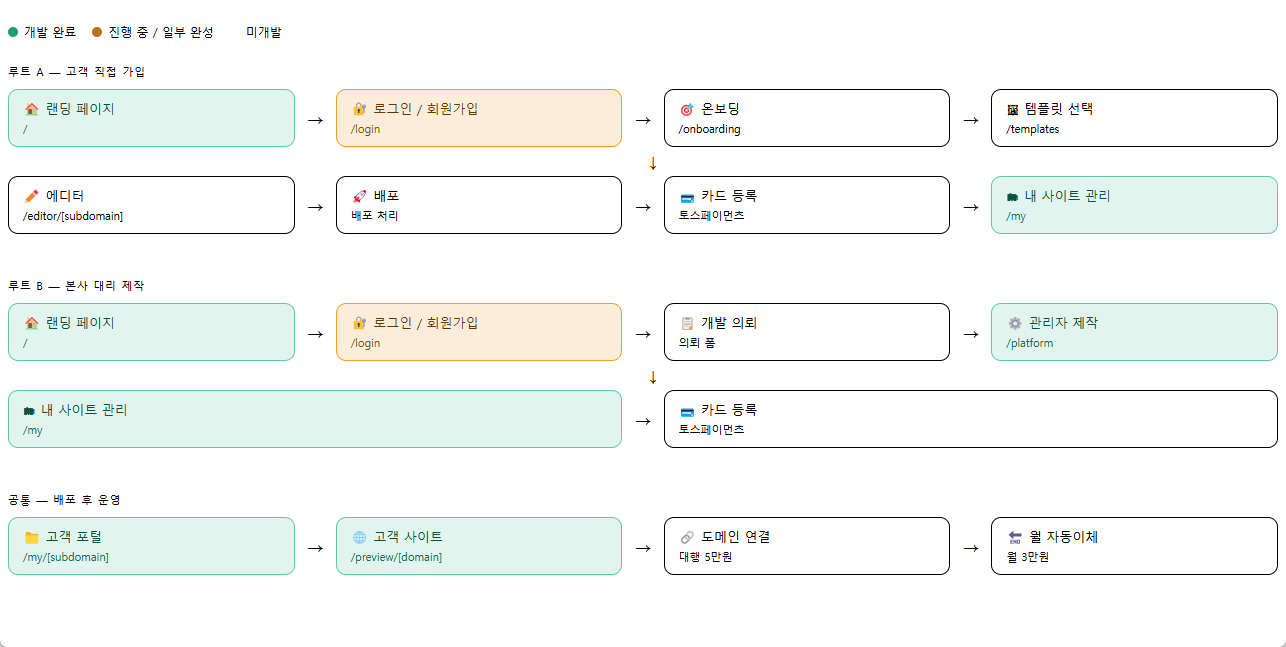 개발 완료 진행 중 / 일부 완성 미개발
루트 A — 고객 직접 가입
랜딩 페이지
/
→
로그인 / 회원가입
/login
→
온보딩
/onboarding
→
템플릿 선택
/templates
↓
에디터
/editor/[subdomain]
→
배포
배포 처리
→
카드 등록
토스페이먼츠
→
내 사이트 관리
/my
루트 B — 본사 대리 제작
랜딩 페이지
/
→
로그인 / 회원가입
/login
→
개발 의뢰
의뢰 폼
→
관리자 제작
/platform
↓
내 사이트 관리
/my
→
카드 등록
토스페이먼츠
공통 — 배포 후 운영
고객 포털
/my/[subdomain]
→
고객 사이트
/preview/[domain]
→
도메인 연결
대행 5만원
→
월 자동이체
월 3만원